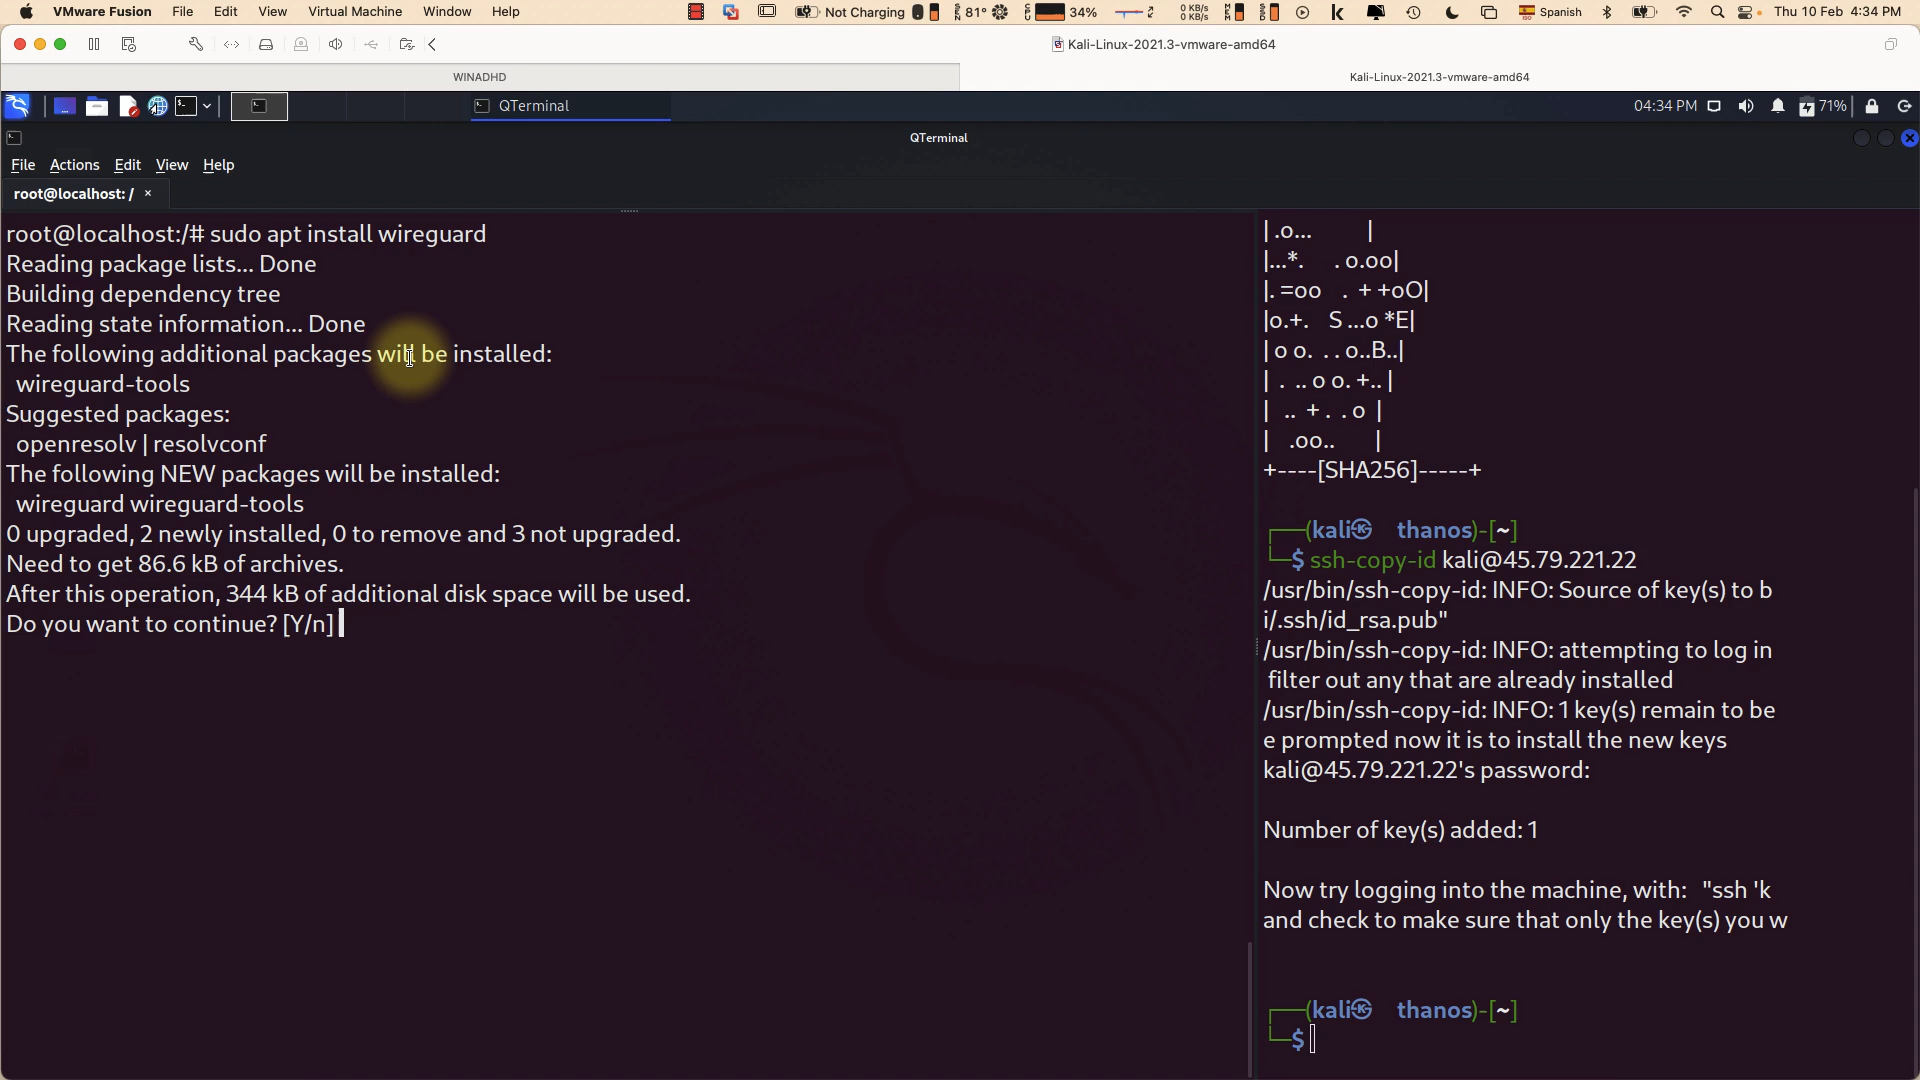 VMware Fusion File Edit View Virtual Machine Window Help Not Charging 81° 34% 0 KB/s 0 KB/s Spanish Thu 10 Feb 4:34 PM
Kali-Linux-2021.3-vmware-amd64
WINADHD
Kali-Linux-2021.3-vmware-amd64
QTerminal
04:34 PM
71%
QTerminal
File Actions Edit View Help
root@localhost: / ×
root@localhost:/# sudo apt install wireguard
Reading package lists... Done
Building dependency tree
Reading state information... Done
The following additional packages will be installed:
wireguard-tools
Suggested packages:
openresolv | resolvconf
The following NEW packages will be installed:
wireguard wireguard-tools
0 upgraded, 2 newly installed, 0 to remove and 3 not upgraded.
Need to get 86.6 kB of archives.
After this operation, 344 kB of additional disk space will be used.
Do you want to continue? [Y/n]
| .o... |
|...*. . o.oo|
|. =oo . + +oO|
|o.+. S ...o *E|
| o o. . . o..B..|
| . .. o o. +.. |
| .. + . . o |
| .oo.. |
+----[SHA256]-----+
┌──(kali㉿ thanos)-[~]
└─$ ssh-copy-id kali@45.79.221.22
/usr/bin/ssh-copy-id: INFO: Source of key(s) to b
i/.ssh/id_rsa.pub"
/usr/bin/ssh-copy-id: INFO: attempting to log in
filter out any that are already installed
/usr/bin/ssh-copy-id: INFO: 1 key(s) remain to be
e prompted now it is to install the new keys
kali@45.79.221.22's password:
Number of key(s) added: 1
Now try logging into the machine, with: "ssh 'k
and check to make sure that only the key(s) you w
┌──(kali㉿ thanos)-[~]
└─$